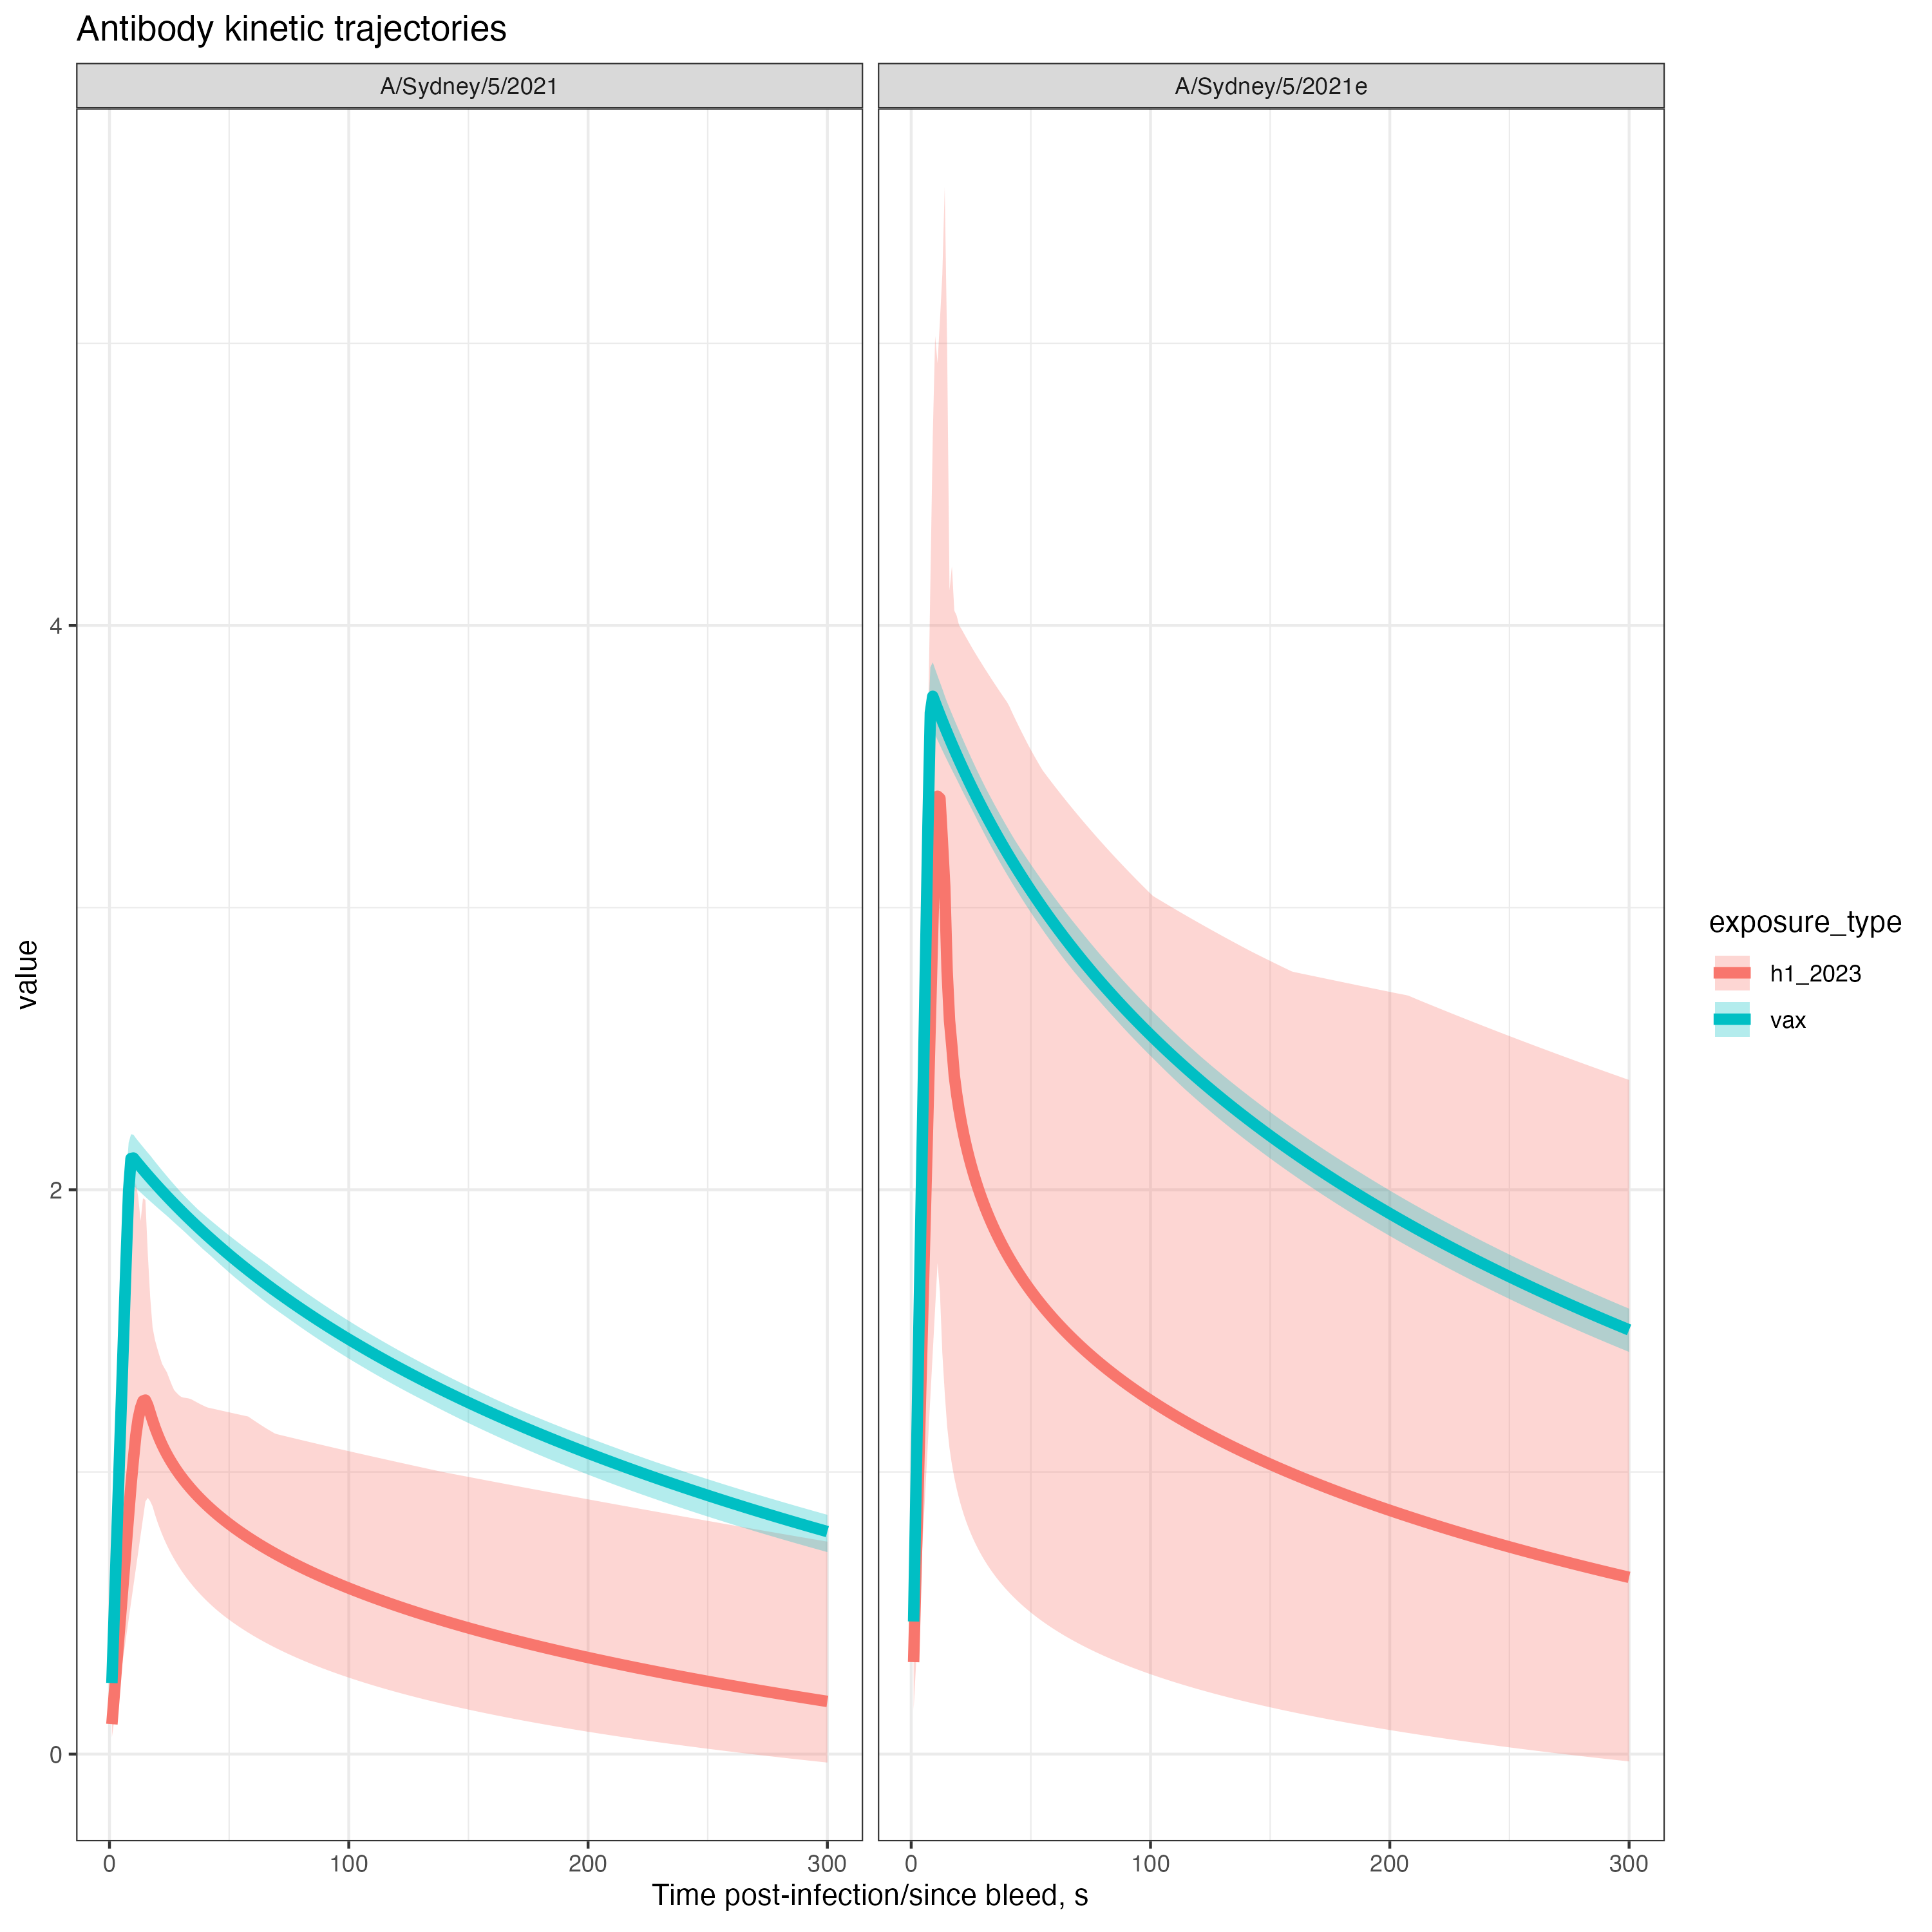 Antibody kinetic trajectories
A/Sydney/5/2021
A/Sydney/5/2021e
value
4
2
0
0
100
200
300
0
100
200
300
Time post-infection/since bleed, s
exposure_type
h1_2023
vax